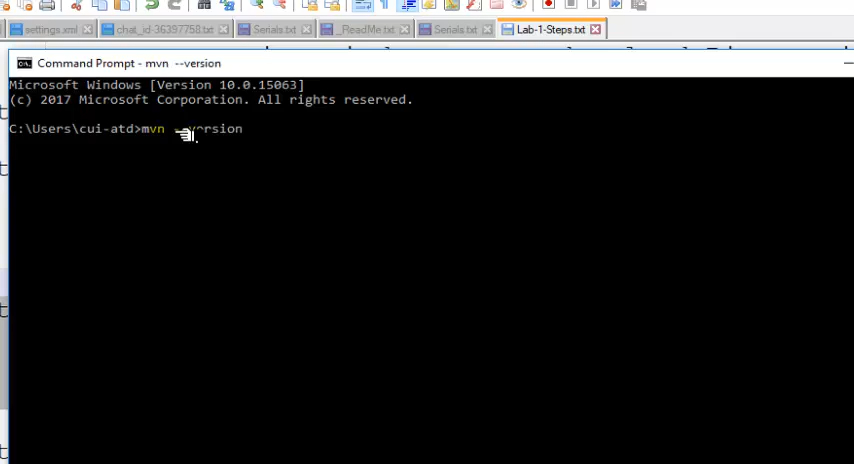 settings.xml chat_id-36397758.txt Serials.txt _ReadMe.txt Serials.txt Lab-1-Steps.txt
Command Prompt - mvn --version
Microsoft Windows [Version 10.0.15063]
(c) 2017 Microsoft Corporation. All rights reserved.
C:\Users\cui-atd>mvn --version